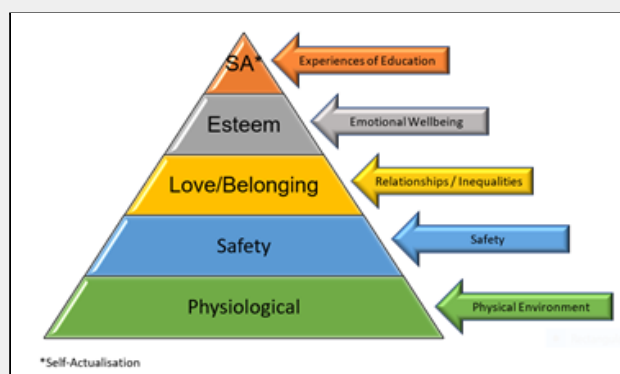 SA*
Experiences of Education
Esteem
Emotional Wellbeing
Love/Belonging
Relationships / Inequalities
Safety
Safety
Physiological
Physical Environment
*Self-Actualisation